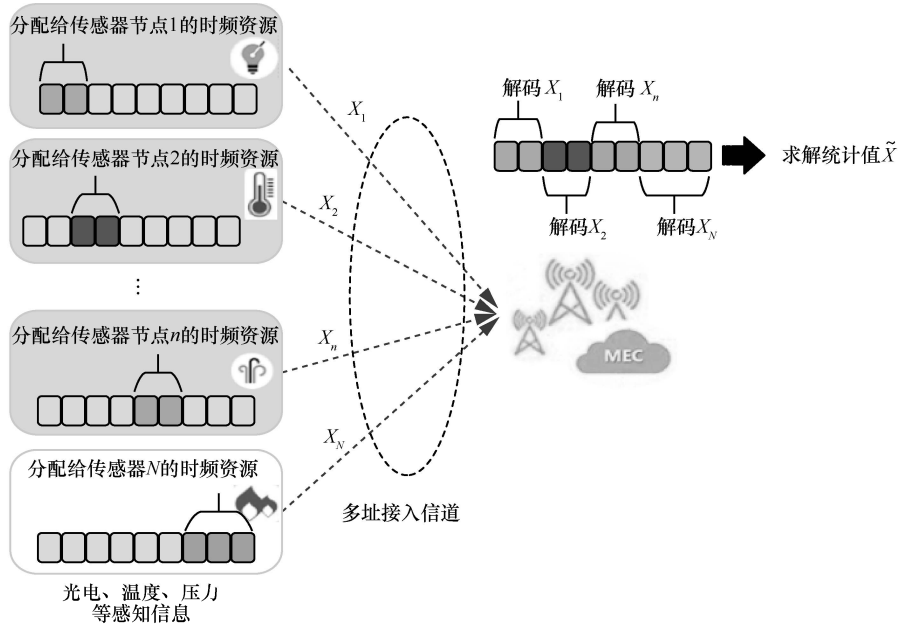 分配给传感器节点1的时频资源
分配给传感器节点2的时频资源
⋮
分配给传感器节点n的时频资源
分配给传感器N的时频资源
光电、温度、压力
等感知信息
X₁
X₂
Xₙ
X_N
多址接入信道
解码 X₁
解码 Xₙ
解码X₂
解码X_N
求解统计值X̃
MEC